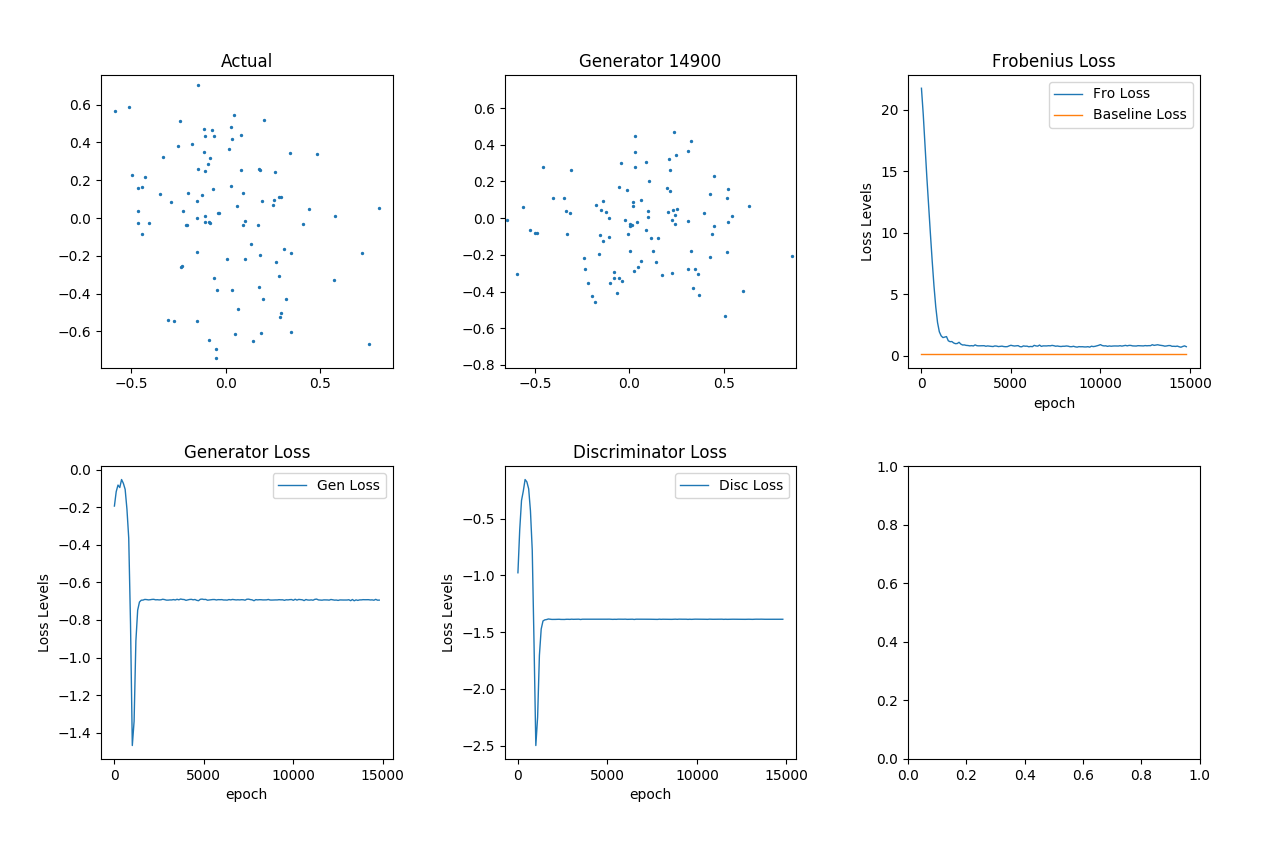 Actual
0.6
0.4
0.2
0.0
−0.2
−0.4
−0.6
−0.5 0.0 0.5
Generator 14900
0.6
0.4
0.2
0.0
−0.2
−0.4
−0.6
−0.8
−0.5 0.0 0.5
Frobenius Loss
Fro Loss
Baseline Loss
Loss Levels
20
15
10
5
0
0 5000 10000 15000
epoch
Generator Loss
Gen Loss
Loss Levels
0.0
−0.2
−0.4
−0.6
−0.8
−1.0
−1.2
−1.4
0 5000 10000 15000
epoch
Discriminator Loss
Disc Loss
Loss Levels
−0.5
−1.0
−1.5
−2.0
−2.5
0 5000 10000 15000
epoch
1.0
0.8
0.6
0.4
0.2
0.0
0.0 0.2 0.4 0.6 0.8 1.0